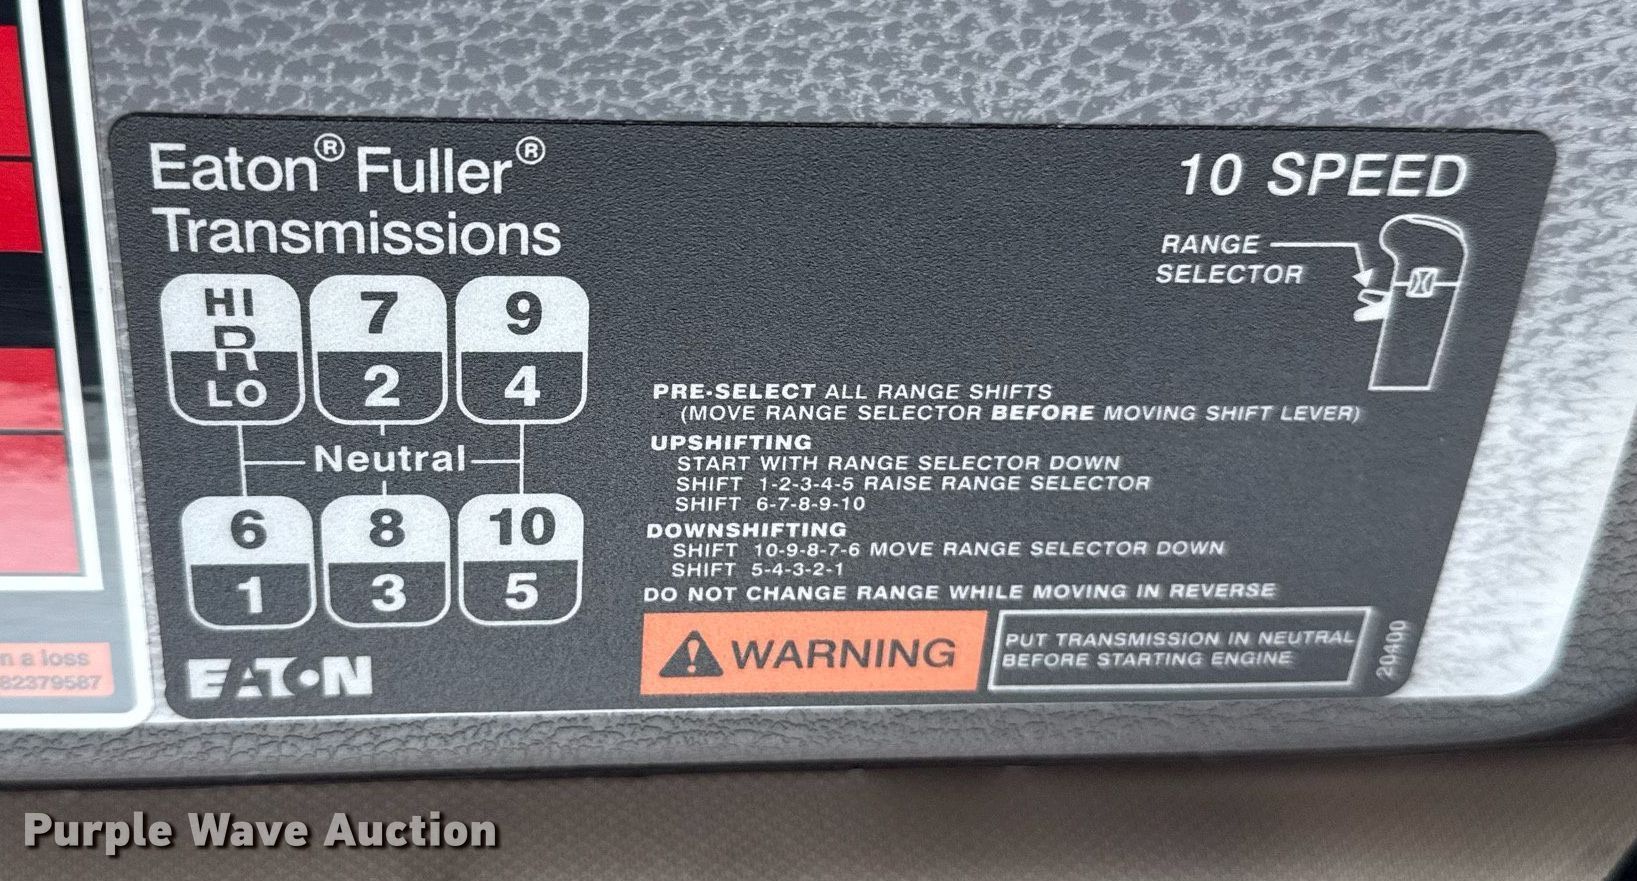 Eaton® Fuller®
Transmissions
10 SPEED
RANGE
SELECTOR
HI
R
LO
7
2
9
4
Neutral
6
1
8
3
10
5
PRE-SELECT ALL RANGE SHIFTS
(MOVE RANGE SELECTOR BEFORE MOVING SHIFT LEVER)
UPSHIFTING
START WITH RANGE SELECTOR DOWN
SHIFT 1-2-3-4-5 RAISE RANGE SELECTOR
SHIFT 6-7-8-9-10
DOWNSHIFTING
SHIFT 10-9-8-7-6 MOVE RANGE SELECTOR DOWN
SHIFT 5-4-3-2-1
DO NOT CHANGE RANGE WHILE MOVING IN REVERSE
WARNING
PUT TRANSMISSION IN NEUTRAL
BEFORE STARTING ENGINE
20400
EATON
n a loss
82379587
Purple Wave Auction